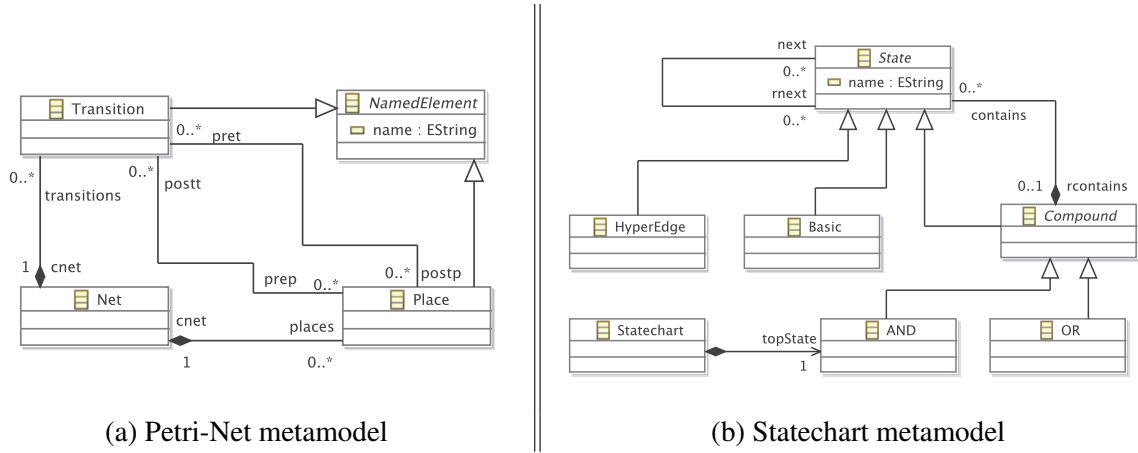 Transition
NamedElement
name : EString
0..*
pret
0..*
transitions
0..*
postt
1
cnet
prep
0..*
0..*
postp
Net
Place
cnet
places
1
0..*
(a) Petri-Net metamodel
next
0..*
rnext
0..*
State
name : EString
0..*
contains
0..1
rcontains
HyperEdge
Basic
Compound
Statechart
topState
1
AND
OR
(b) Statechart metamodel